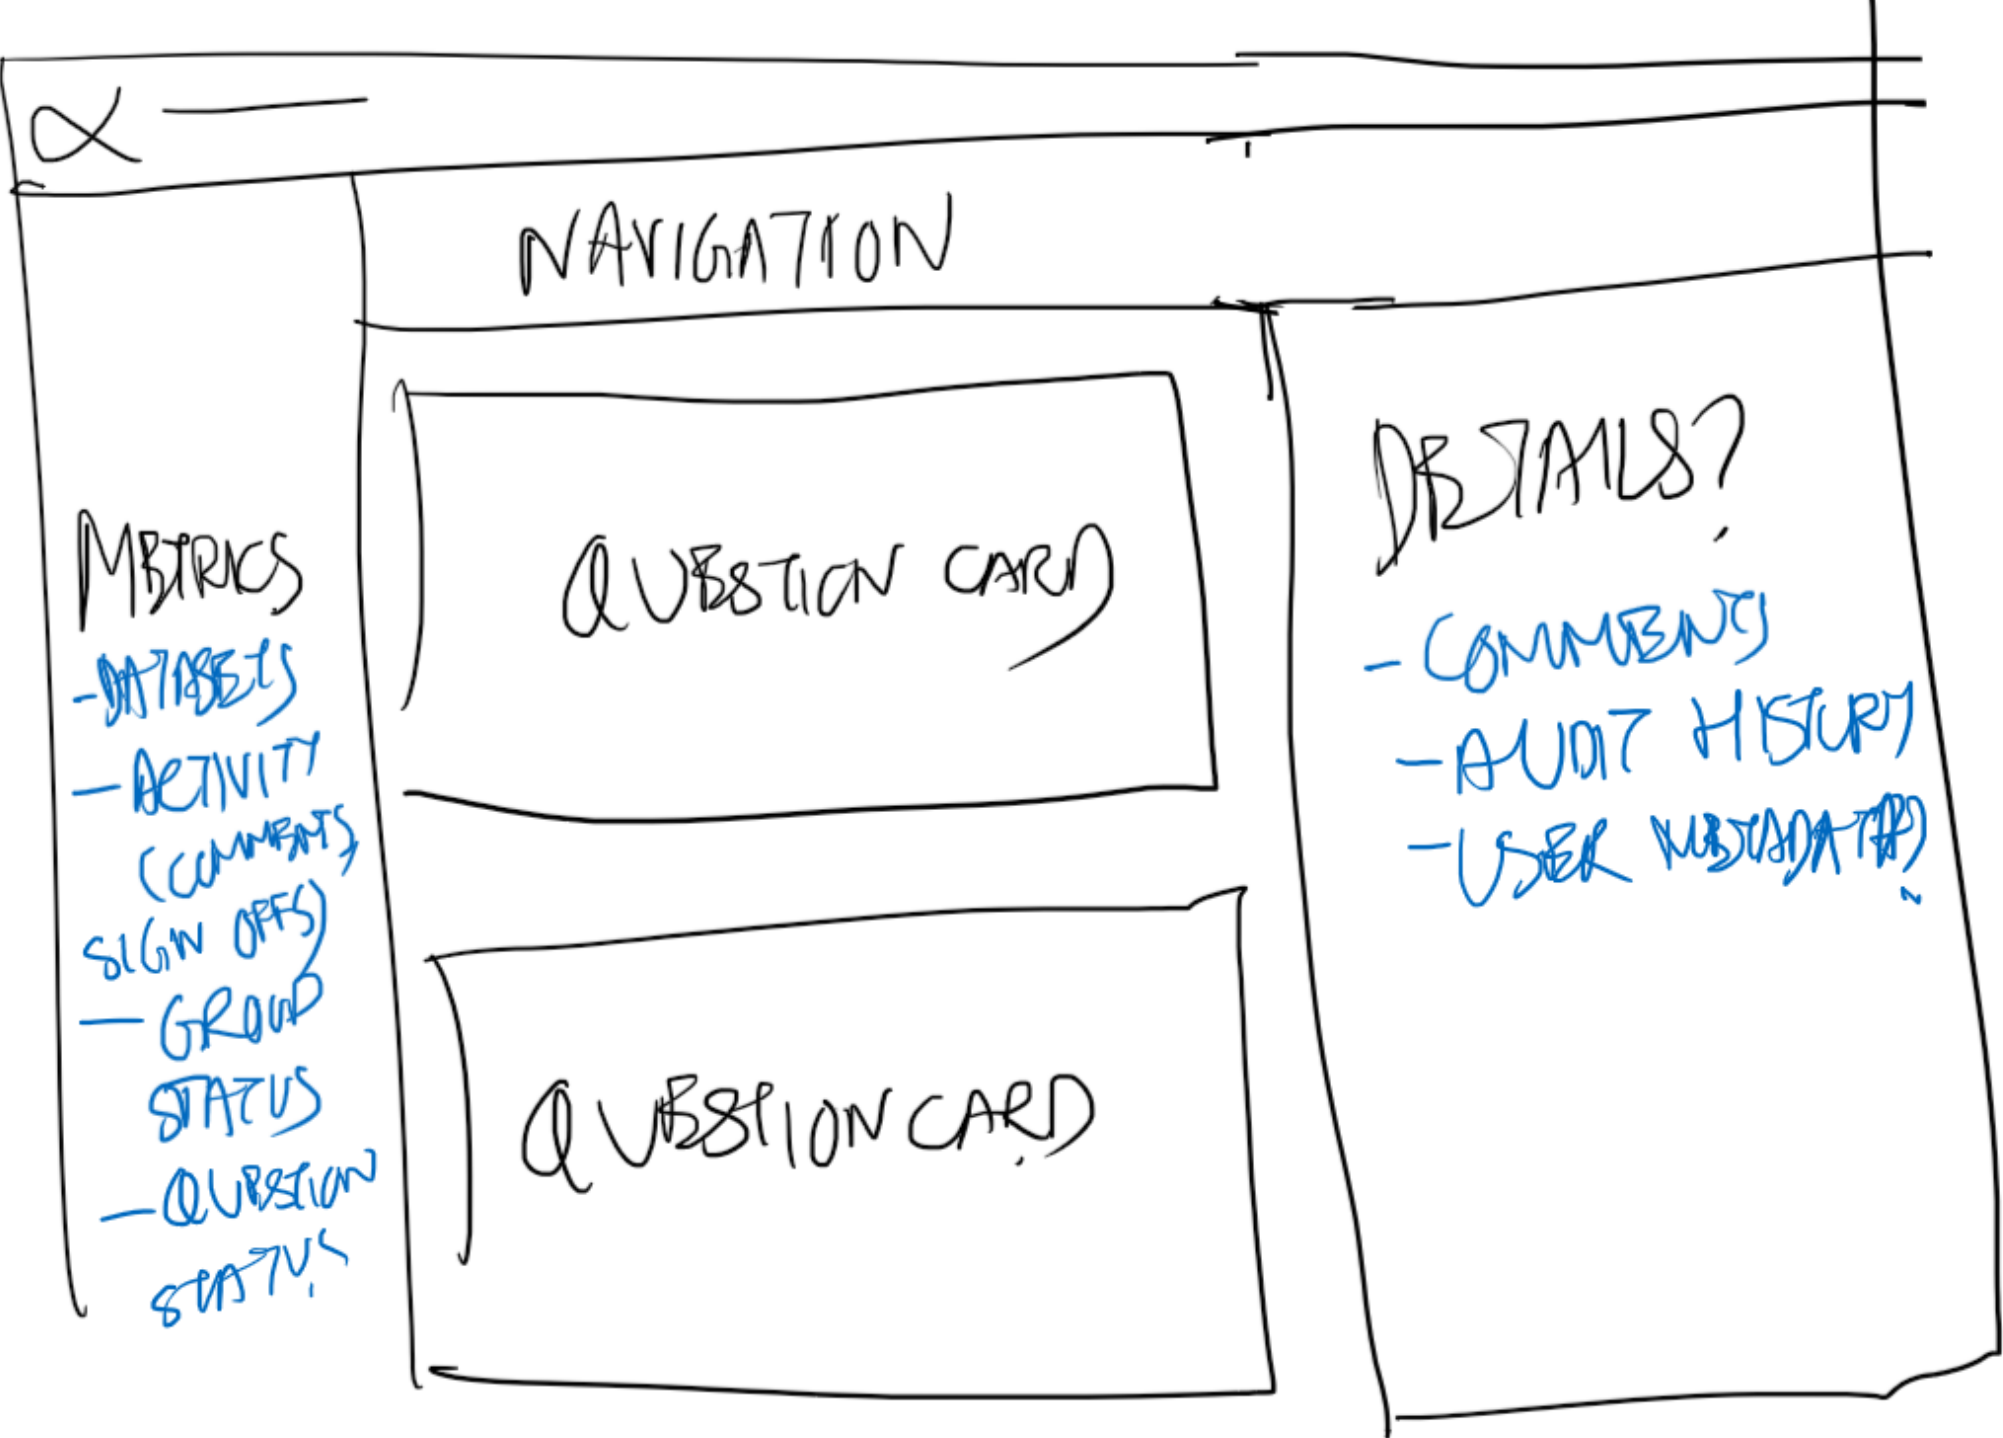 α
NAVIGATION
METRICS
- DATASETS
- ACTIVITY
(COMMENTS,
SIGN OFFS)
- GROUP
STATUS
- QUESTION
STATUS
QUESTION CARD
QUESTION CARD
DETAILS?
- COMMENTS
- AUDIT HISTORY
- USER METADATA?